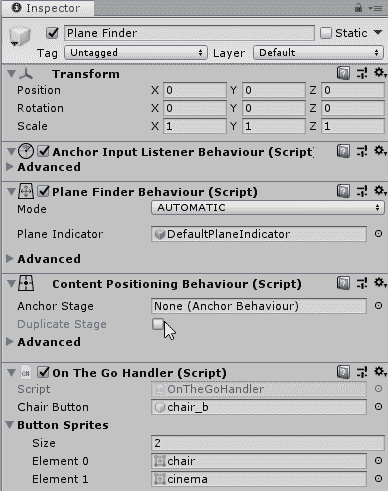 Inspector
Plane Finder Static
Tag Untagged Layer Default
Transform
Position X 0 Y 0 Z 0
Rotation X 0 Y 0 Z 0
Scale X 1 Y 1 Z 1
Anchor Input Listener Behaviour (Script)
Advanced
Plane Finder Behaviour (Script)
Mode AUTOMATIC
Plane Indicator DefaultPlaneIndicator
Advanced
Content Positioning Behaviour (Script)
Anchor Stage None (Anchor Behaviour)
Duplicate Stage
Advanced
On The Go Handler (Script)
Script OnTheGoHandler
Chair Button chair_b
Button Sprites
Size 2
Element 0 chair
Element 1 cinema